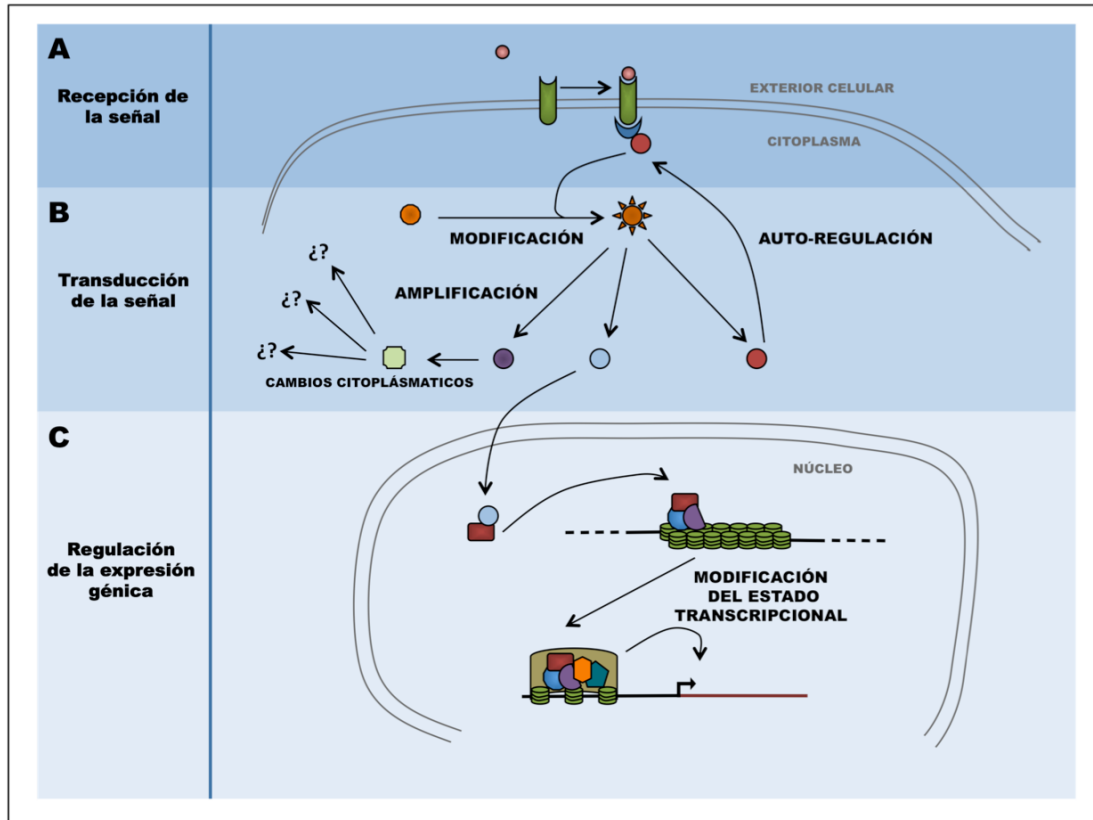 A
Recepción de
la señal
EXTERIOR CELULAR
CITOPLASMA
B
Transducción
de la señal
MODIFICACIÓN
AUTO-REGULACIÓN
AMPLIFICACIÓN
¿?
¿?
¿?
CAMBIOS CITOPLÁSMATICOS
C
Regulación
de la expresión
génica
NÚCLEO
MODIFICACIÓN
DEL ESTADO
TRANSCRIPCIONAL